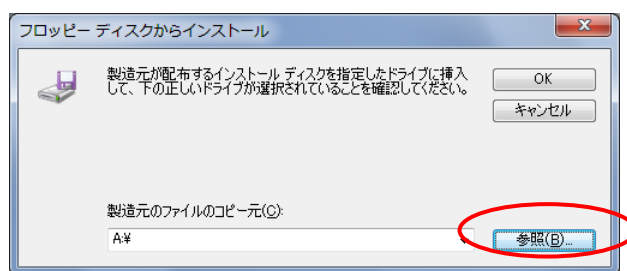 フロッピー ディスクからインストール
製造元が配布するインストール ディスクを指定したドライブに挿入
して、下の正しいドライブが選択されていることを確認してください。
OK
キャンセル
製造元のファイルのコピー元(C):
A:¥
参照(B)...